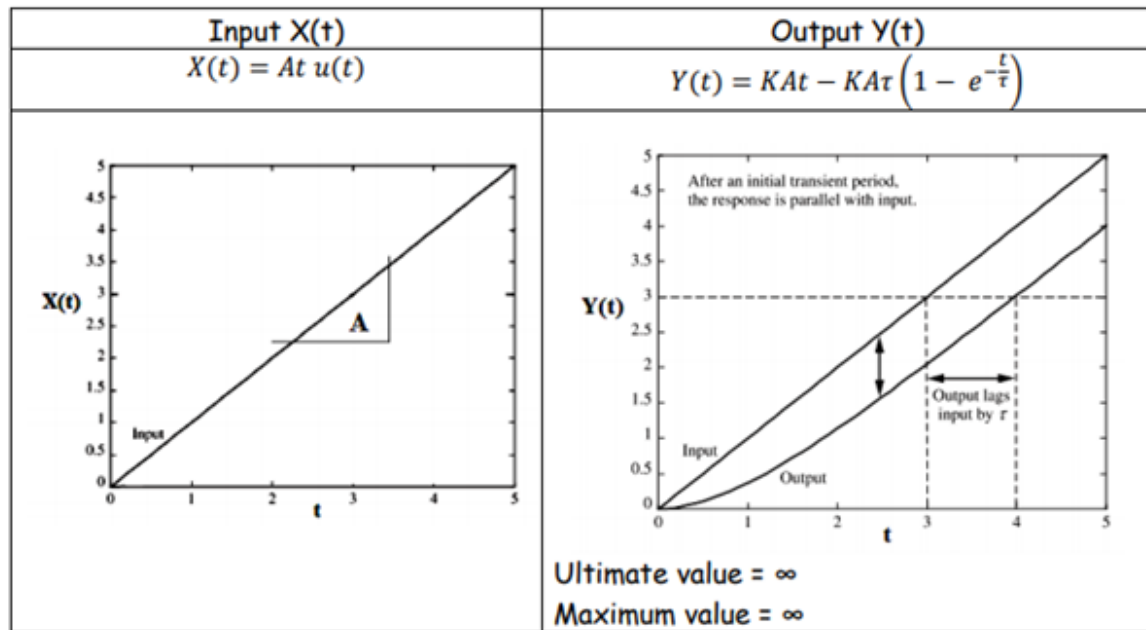 Input X(t)
Output Y(t)
X(t) = At u(t)
Y(t) = KAt − KAτ(1 − e^{-t/τ})
5
4.5
4
3.5
3
2.5
2
1.5
1
0.5
0
X(t)
A
Input
0
1
2
3
4
5
t
5
4.5
4
3.5
3
2.5
2
1.5
1
0.5
0
Y(t)
After an initial transient period,
the response is parallel with input.
Output lags
input by τ
Input
Output
0
1
2
3
4
5
t
Ultimate value = ∞
Maximum value = ∞